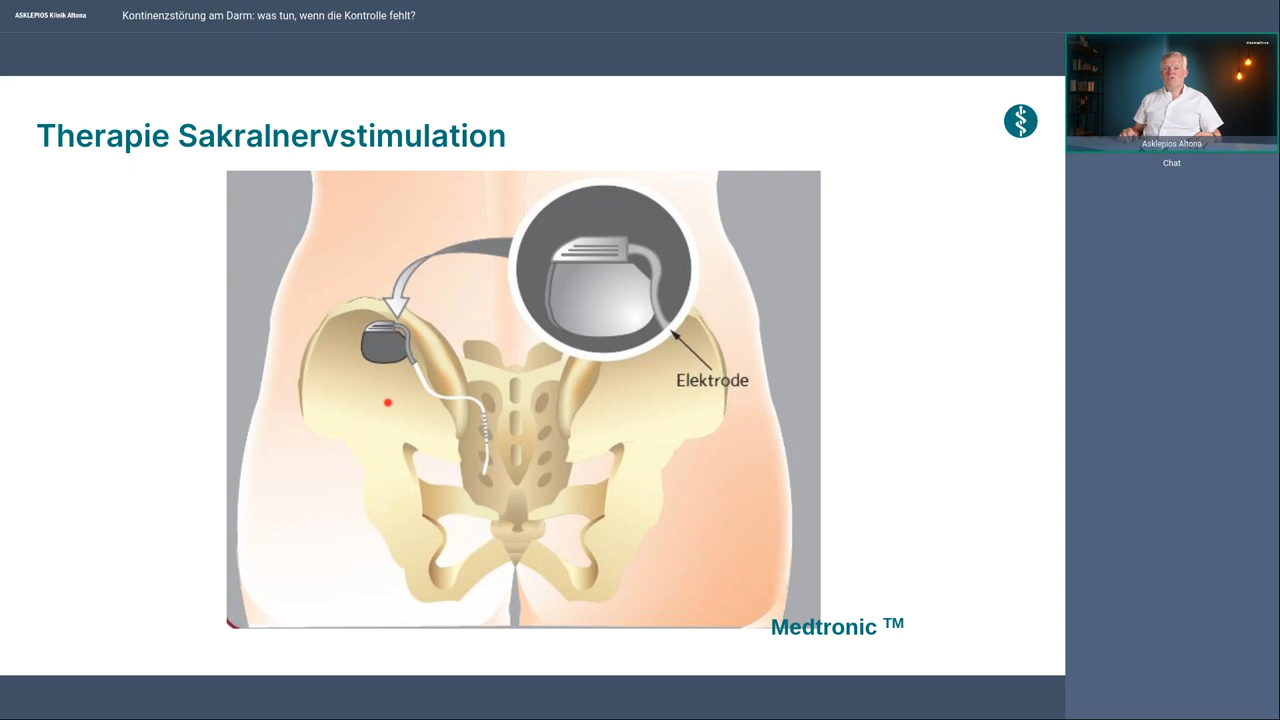 ASKLEPIOS Klinik Altona
Kontinenzstörung am Darm: was tun, wenn die Kontrolle fehlt?
Therapie Sakralnervstimulation
Asklepios Altona
Chat
Elektrode
Medtronic TM